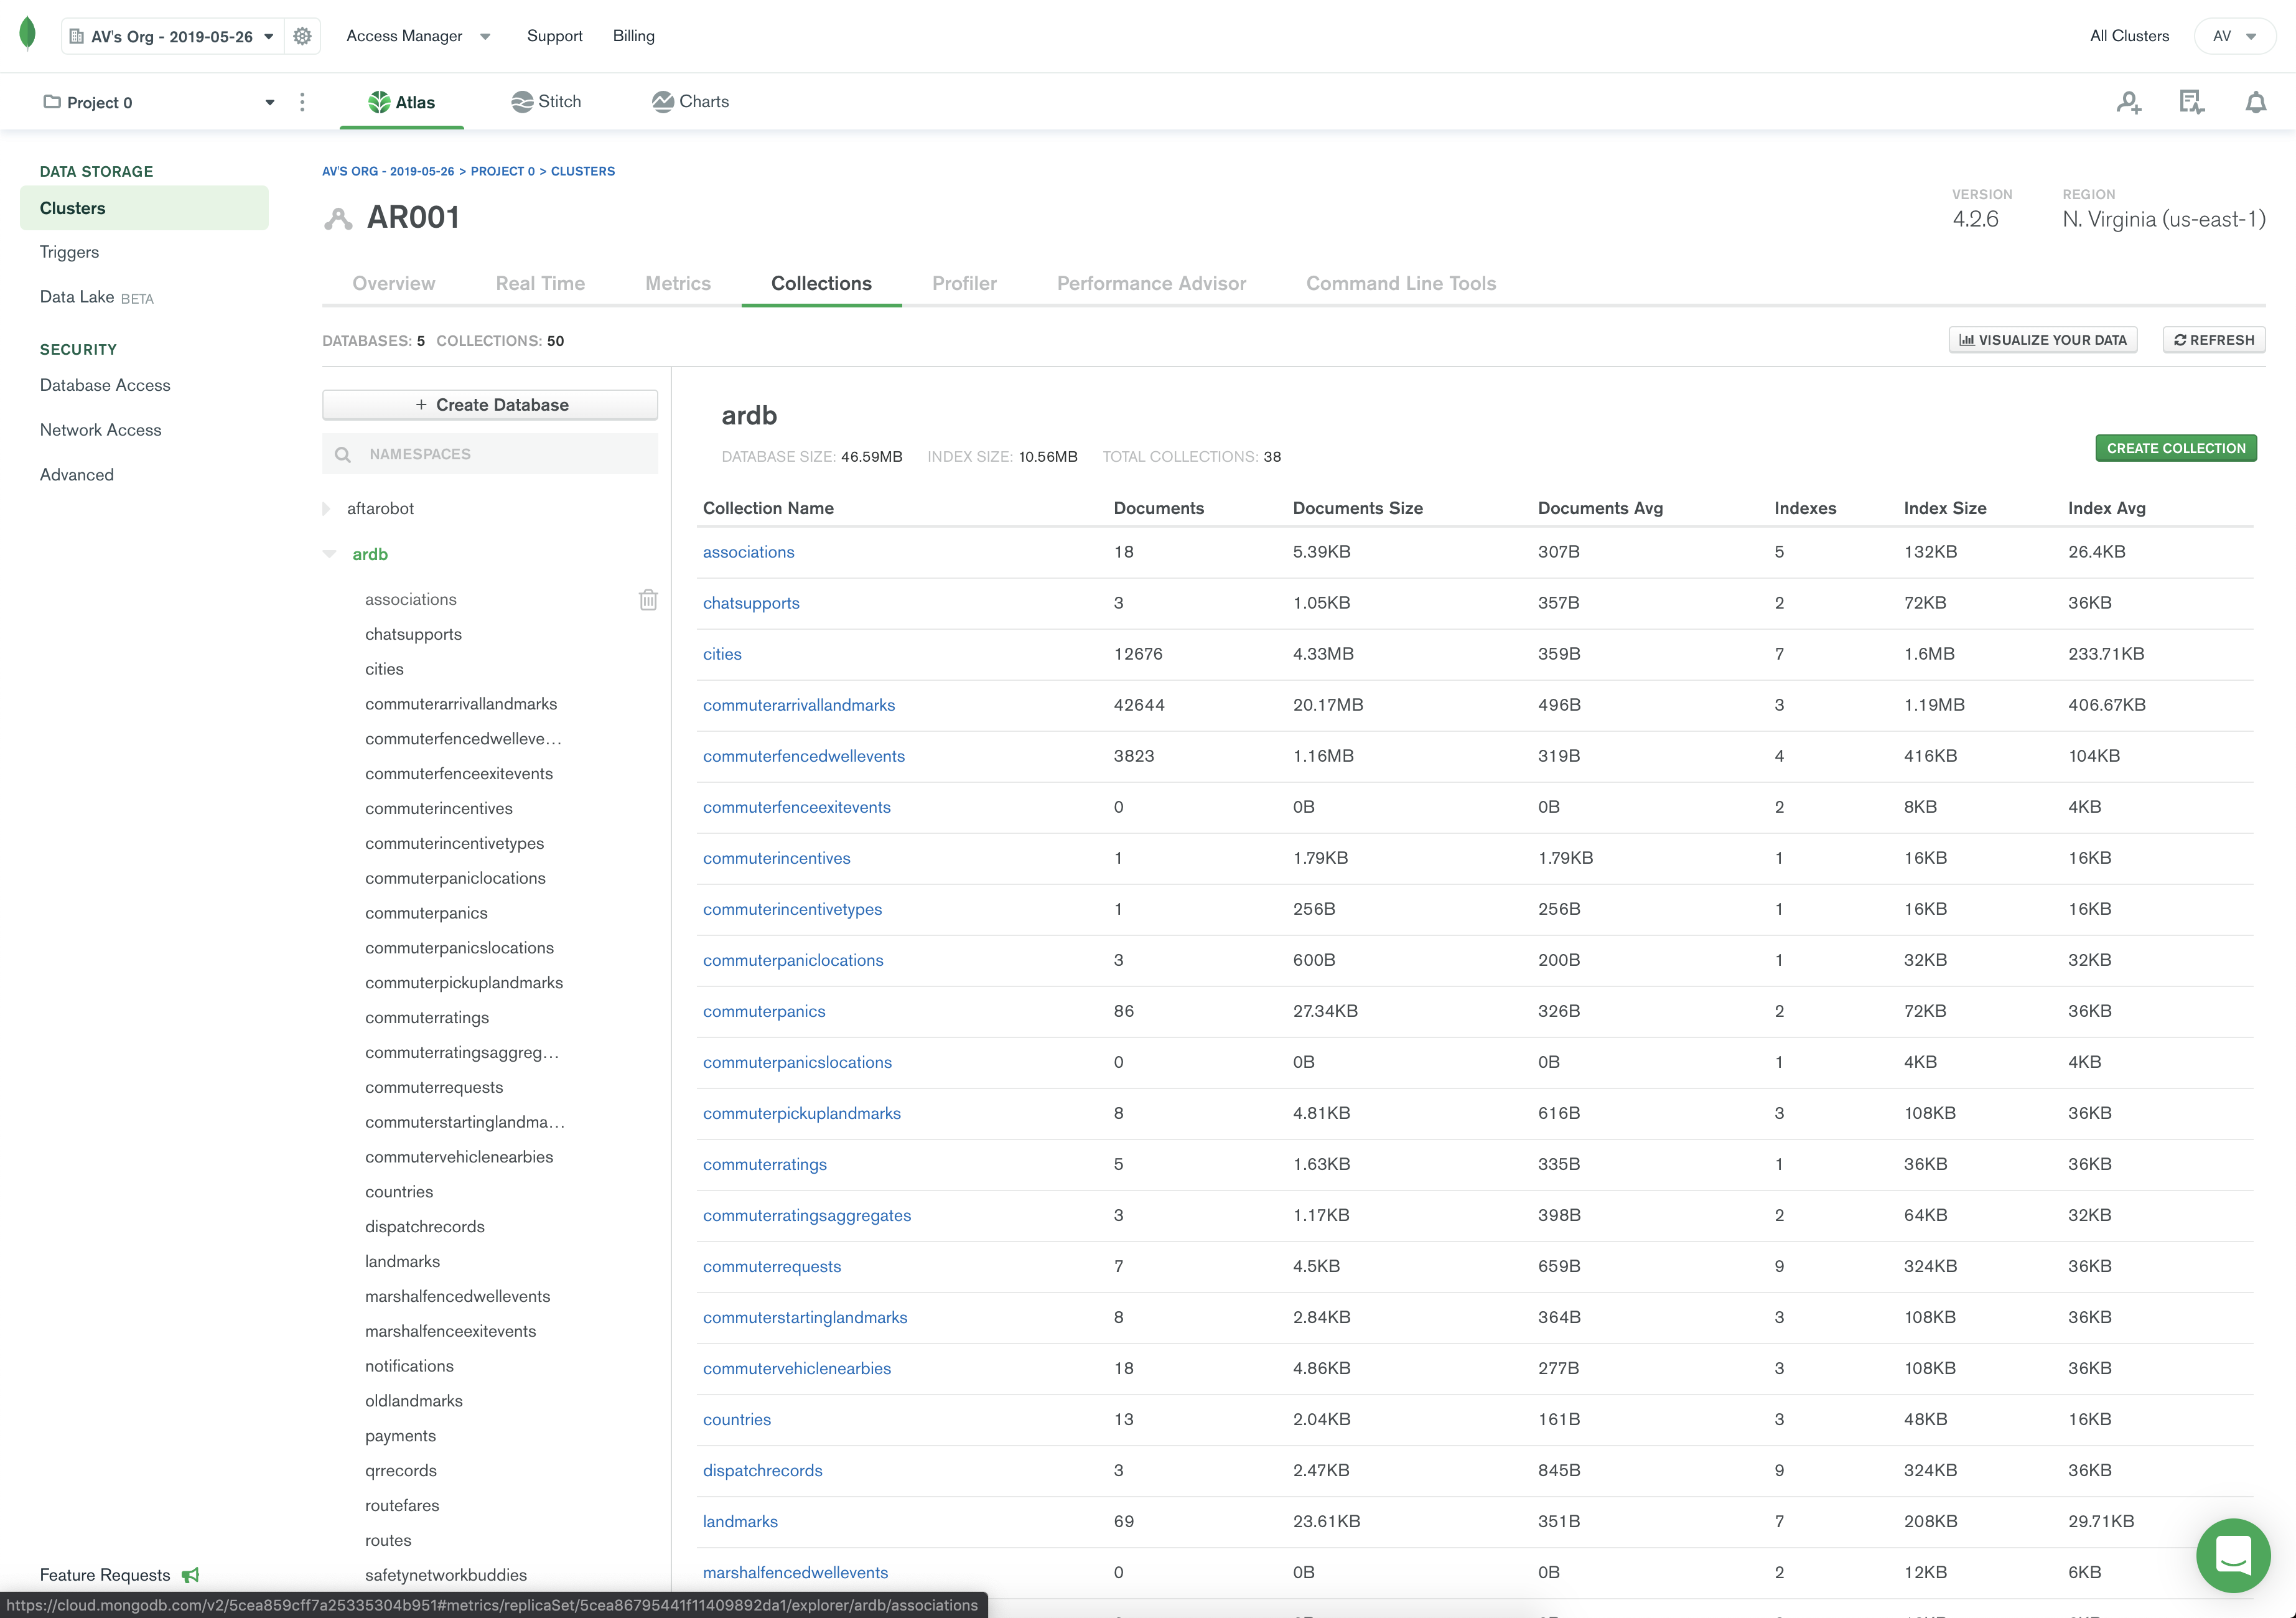 AV's Org - 2019-05-26 Access Manager Support Billing All Clusters AV
Project 0 Atlas Stitch Charts
DATA STORAGE
Clusters
Triggers
Data Lake BETA
SECURITY
Database Access
Network Access
Advanced
Feature Requests
AV'S ORG - 2019-05-26 > PROJECT 0 > CLUSTERS
AR001
VERSION REGION
4.2.6 N. Virginia (us-east-1)
Overview Real Time Metrics Collections Profiler Performance Advisor Command Line Tools
DATABASES: 5 COLLECTIONS: 50 VISUALIZE YOUR DATA REFRESH
+ Create Database
NAMESPACES
aftarobot
ardb
associations
chatsupports
cities
commuterarrivallandmarks
commuterfencedwelleve...
commuterfenceexitevents
commuterincentives
commuterincentivetypes
commuterpaniclocations
commuterpanics
commuterpanicslocations
commuterpickuplandmarks
commuterratings
commuterratingsaggreg...
commuterrequests
commuterstartinglandma...
commutervehiclenearbies
countries
dispatchrecords
landmarks
marshalfencedwellevents
marshalfenceexitevents
notifications
oldlandmarks
payments
qrrecords
routefares
routes
safetynetworkbuddies
ardb
DATABASE SIZE: 46.59MB INDEX SIZE: 10.56MB TOTAL COLLECTIONS: 38 CREATE COLLECTION
Collection Name Documents Documents Size Documents Avg Indexes Index Size Index Avg
associations 18 5.39KB 307B 5 132KB 26.4KB
chatsupports 3 1.05KB 357B 2 72KB 36KB
cities 12676 4.33MB 359B 7 1.6MB 233.71KB
commuterarrivallandmarks 42644 20.17MB 496B 3 1.19MB 406.67KB
commuterfencedwellevents 3823 1.16MB 319B 4 416KB 104KB
commuterfenceexitevents 0 0B 0B 2 8KB 4KB
commuterincentives 1 1.79KB 1.79KB 1 16KB 16KB
commuterincentivetypes 1 256B 256B 1 16KB 16KB
commuterpaniclocations 3 600B 200B 1 32KB 32KB
commuterpanics 86 27.34KB 326B 2 72KB 36KB
commuterpanicslocations 0 0B 0B 1 4KB 4KB
commuterpickuplandmarks 8 4.81KB 616B 3 108KB 36KB
commuterratings 5 1.63KB 335B 1 36KB 36KB
commuterratingsaggregates 3 1.17KB 398B 2 64KB 32KB
commuterrequests 7 4.5KB 659B 9 324KB 36KB
commuterstartinglandmarks 8 2.84KB 364B 3 108KB 36KB
commutervehiclenearbies 18 4.86KB 277B 3 108KB 36KB
countries 13 2.04KB 161B 3 48KB 16KB
dispatchrecords 3 2.47KB 845B 9 324KB 36KB
landmarks 69 23.61KB 351B 7 208KB 29.71KB
marshalfencedwellevents 0 0B 0B 2 12KB 6KB
https://cloud.mongodb.com/v2/5cea859cff7a25335304b951#metrics/replicaSet/5cea86795441f11409892da1/explorer/ardb/associations